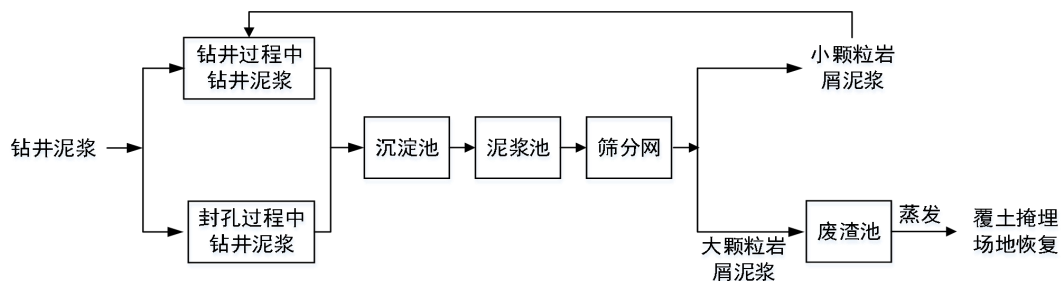 钻井过程中
钻井泥浆
小颗粒岩
屑泥浆
钻井泥浆
沉淀池
泥浆池
筛分网
封孔过程中
钻井泥浆
大颗粒岩
屑泥浆
废渣池
蒸发
覆土掩埋
场地恢复